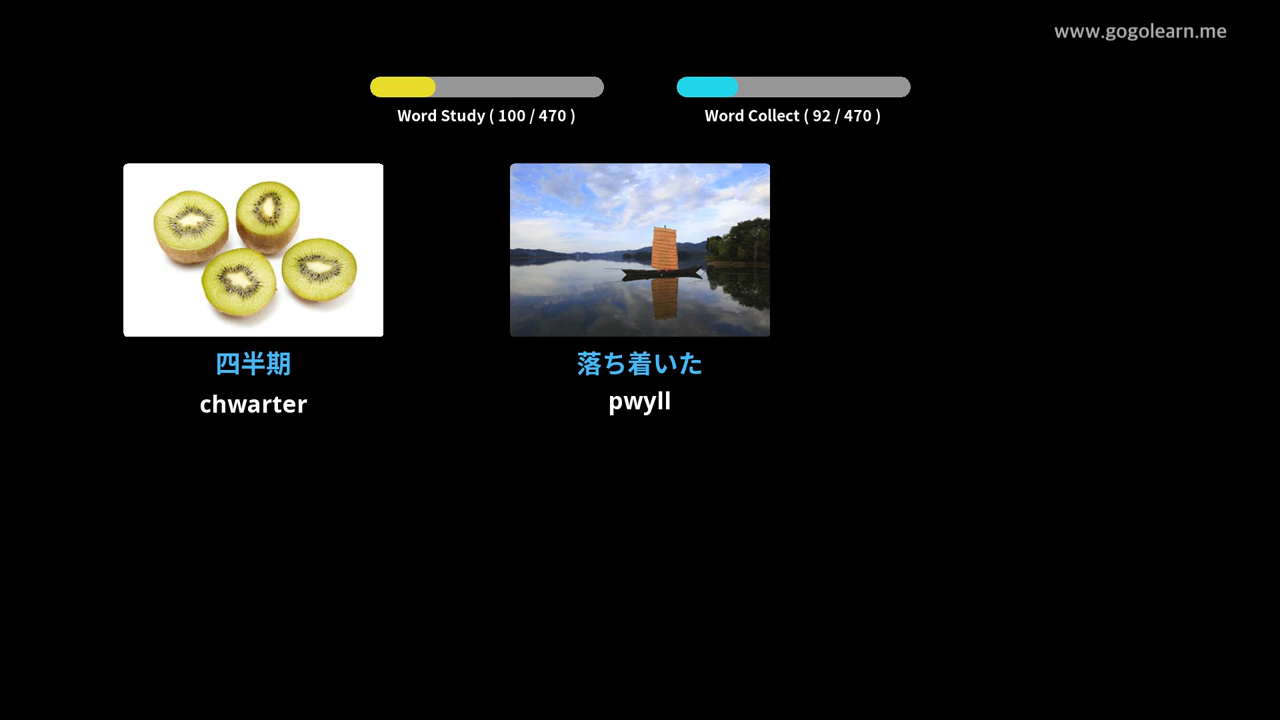 www.gogolearn.me
Word Study ( 100 / 470 )
Word Collect ( 92 / 470 )
四半期
chwarter
落ち着いた
pwyll